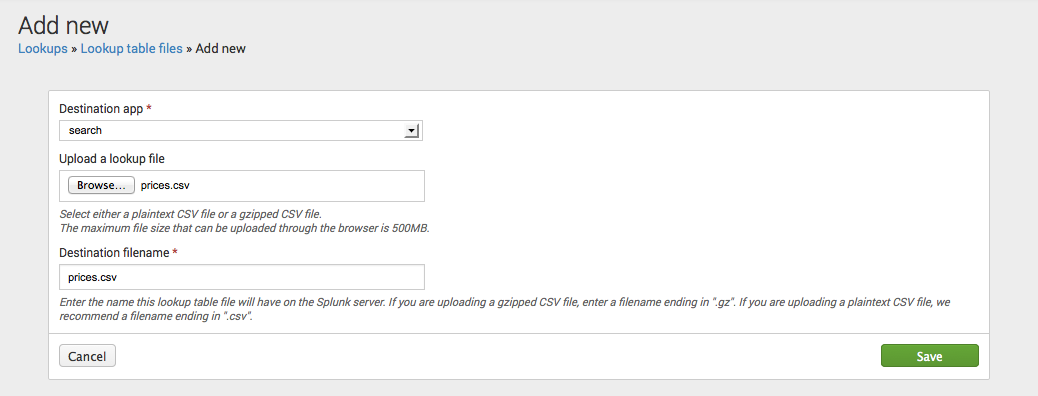 Add new
Lookups » Lookup table files » Add new
Destination app *
search
Upload a lookup file
Browse... prices.csv
Select either a plaintext CSV file or a gzipped CSV file.
The maximum file size that can be uploaded through the browser is 500MB.
Destination filename *
prices.csv
Enter the name this lookup table file will have on the Splunk server. If you are uploading a gzipped CSV file, enter a filename ending in ".gz". If you are uploading a plaintext CSV file, we
recommend a filename ending in ".csv".
Cancel Save